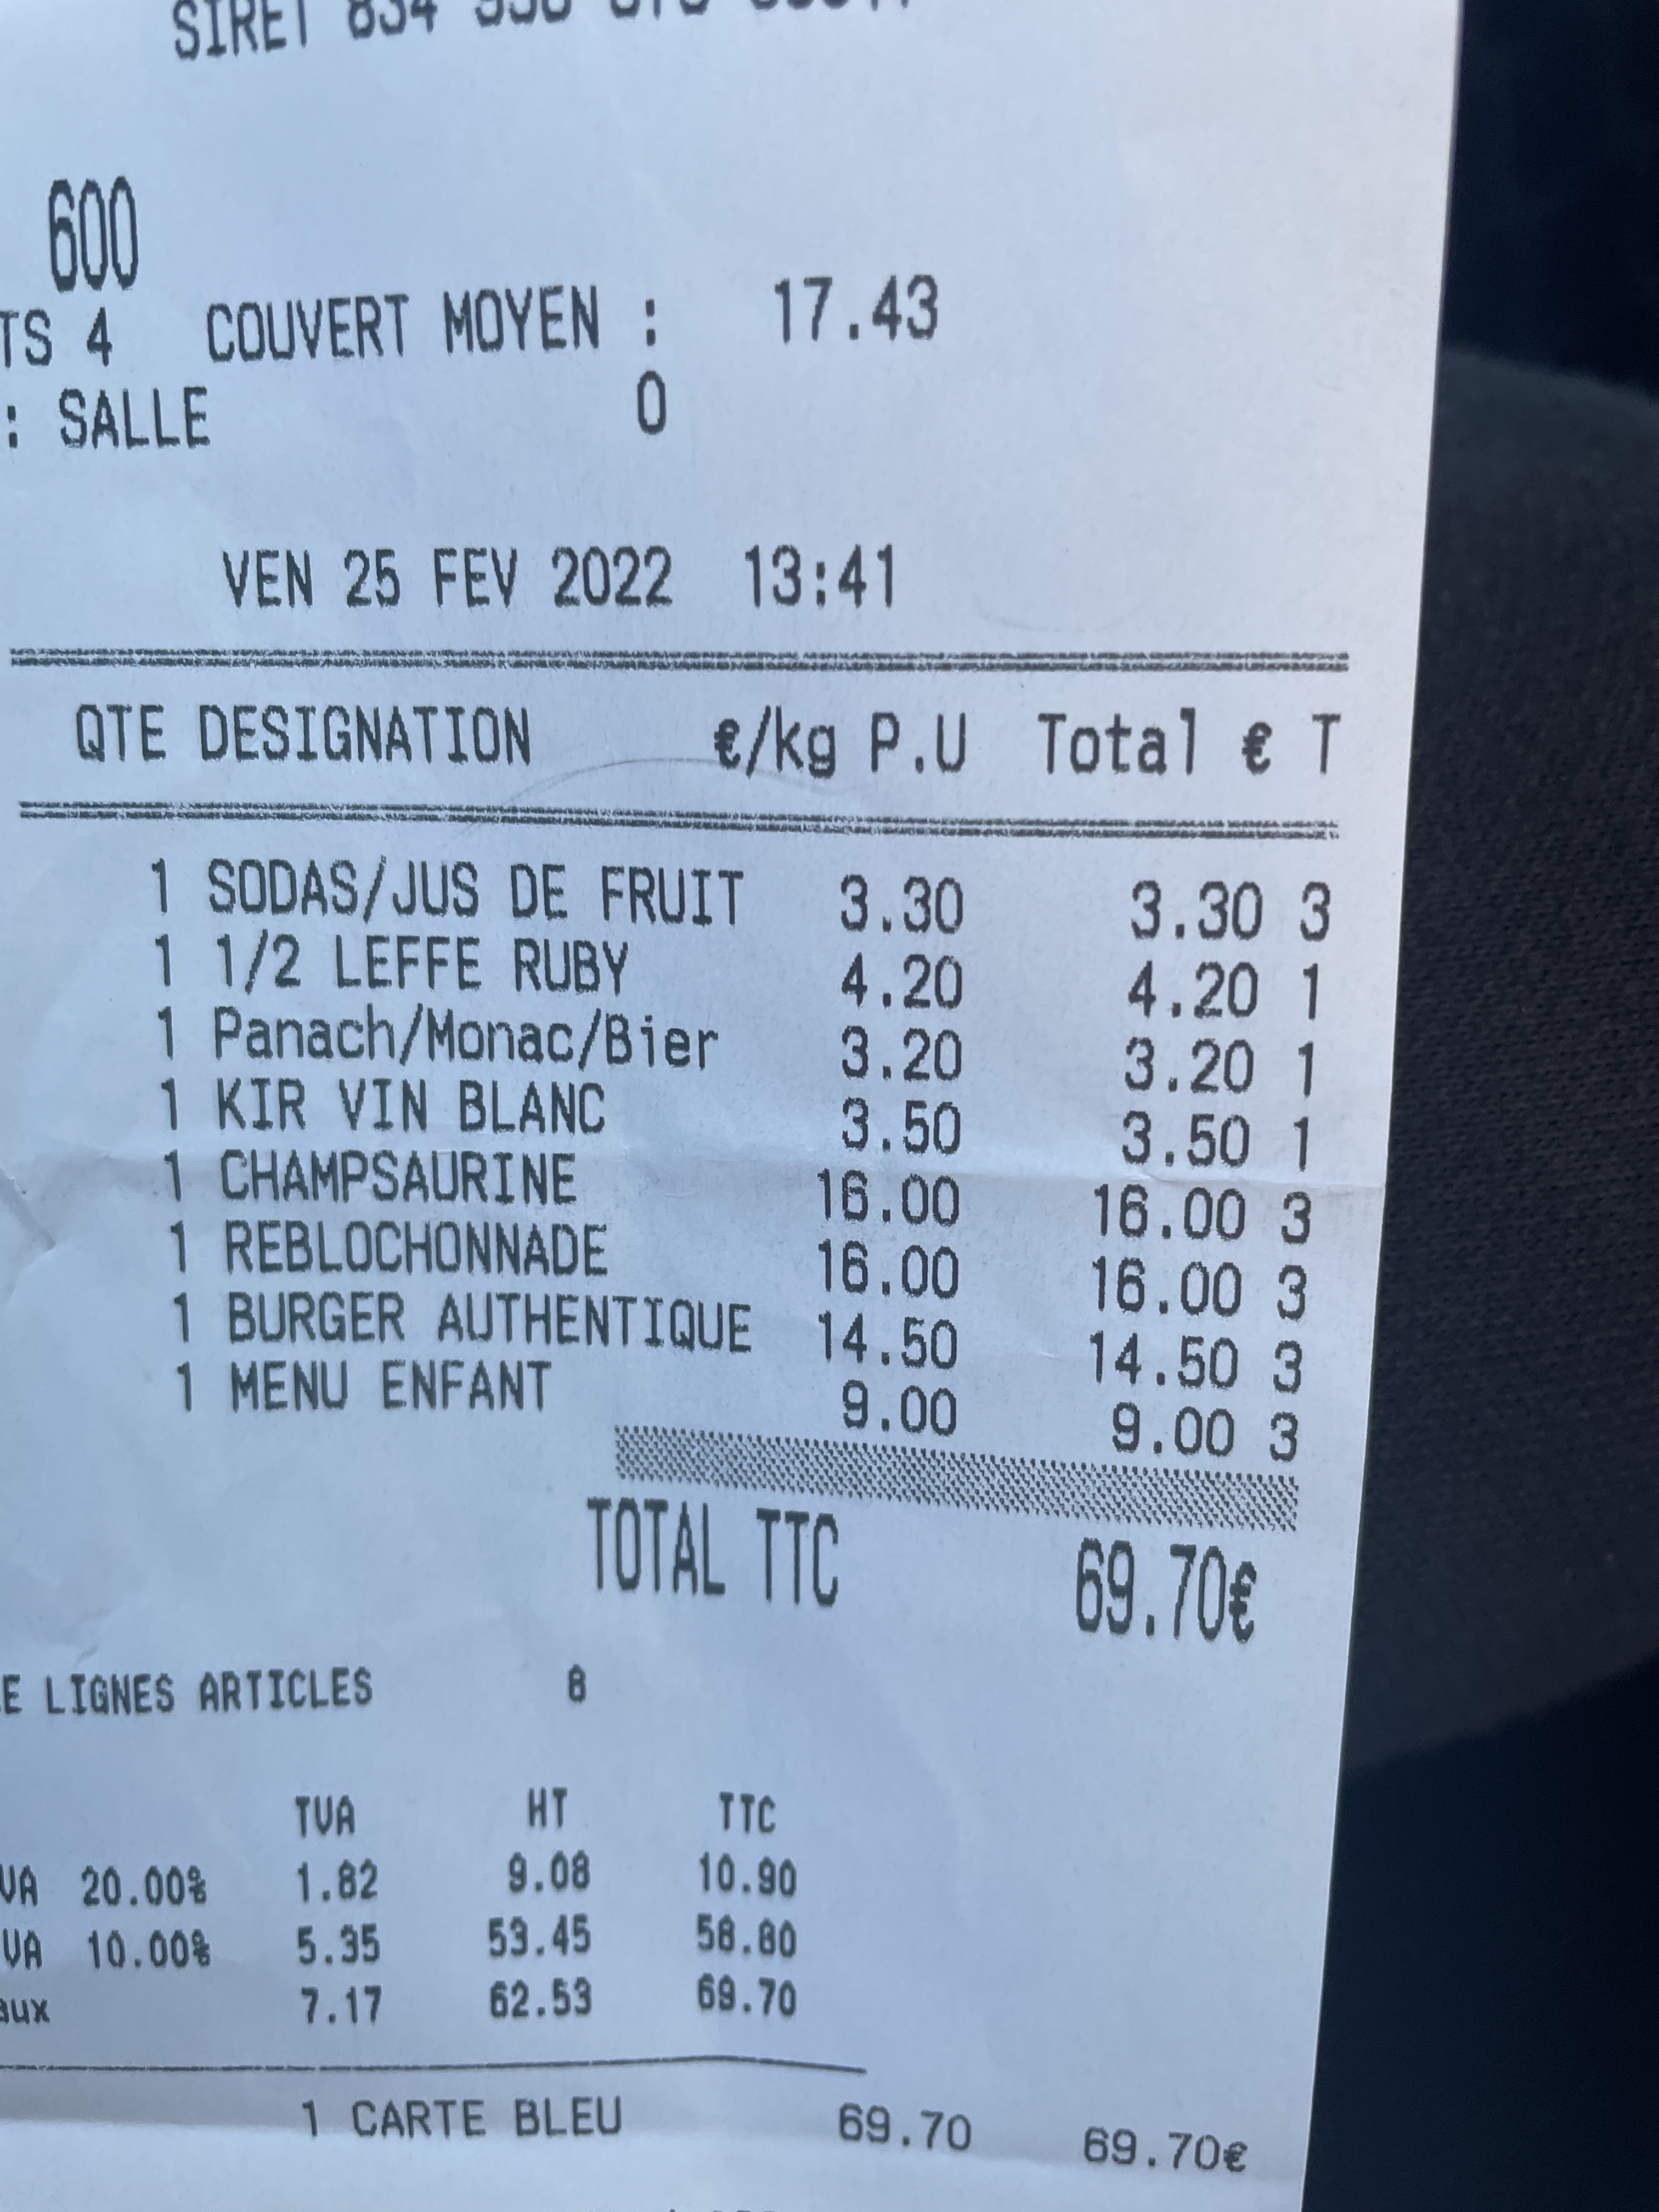 SIRET 834
600
TS 4 COUVERT MOYEN : 17.43
: SALLE 0
VEN 25 FEV 2022 13:41
QTE DESIGNATION €/kg P.U Total € T
1 SODAS/JUS DE FRUIT 3.30 3.30 3
1 1/2 LEFFE RUBY 4.20 4.20 1
1 Panach/Monac/Bier 3.20 3.20 1
1 KIR VIN BLANC 3.50 3.50 1
1 CHAMPSAURINE 16.00 16.00 3
1 REBLOCHONNADE 16.00 16.00 3
1 BURGER AUTHENTIQUE 14.50 14.50 3
1 MENU ENFANT 9.00 9.00 3
TOTAL TTC 69.70€
E LIGNES ARTICLES 8
TVA HT TTC
VA 20.00% 1.82 9.08 10.90
VA 10.00% 5.35 53.45 58.80
aux 7.17 62.53 69.70
1 CARTE BLEU 69.70 69.70€